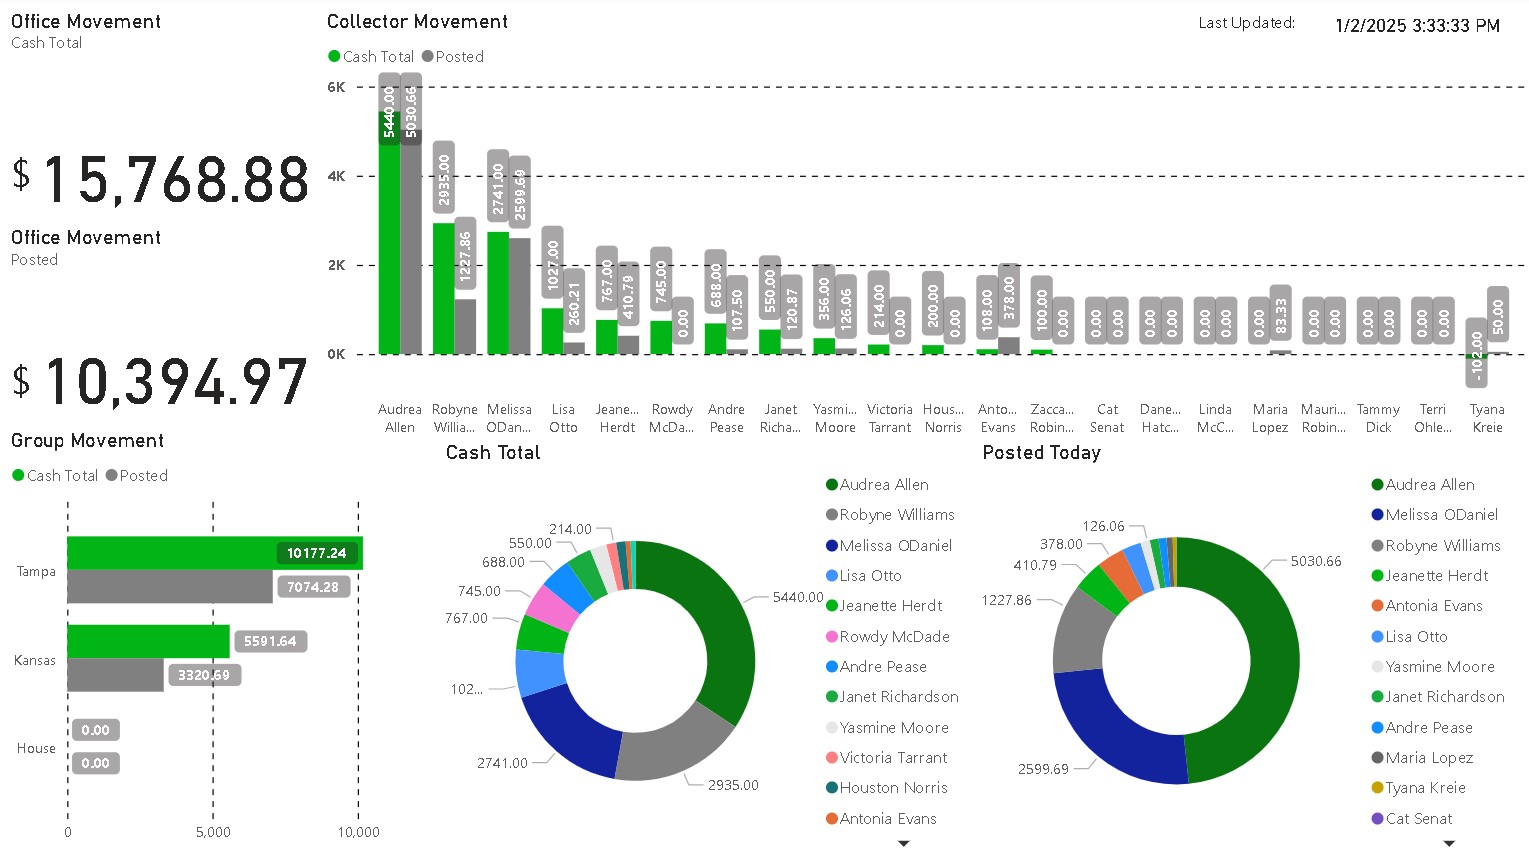 Office Movement
Cash Total
$ 15,768.88
Office Movement
Posted
$ 10,394.97
Collector Movement
Last Updated: 1/2/2025 3:33:33 PM
Cash Total Posted
6K
4K
2K
0K
5440.00 5030.66 2935.00 1227.86 2741.00 2599.69 1027.00 260.21 767.00 410.79 745.00 0.00 688.00 107.50 550.00 120.87 356.00 126.06 214.00 0.00 200.00 0.00 108.00 378.00 100.00 0.00 0.00 0.00 0.00 0.00 0.00 0.00 0.00 83.33 0.00 0.00 0.00 0.00 0.00 0.00 -102.00 50.00
Audrea Robyne Melissa Lisa Jeane... Rowdy Andre Janet Yasmi... Victoria Hous... Anto... Zacca... Cat Dane... Linda Maria Mauri... Tammy Terri Tyana
Allen Willia... ODan... Otto Herdt McDa... Pease Richa... Moore Tarrant Norris Evans Robin... Senat Hatc... McC... Lopez Robin... Dick Ohle... Kreie
Group Movement
Cash Total Posted
Tampa
10177.24
7074.28
Kansas
5591.64
3320.69
House
0.00
0.00
0 5,000 10,000
Cash Total
214.00
550.00
688.00
745.00
767.00
102...
2741.00
2935.00
5440.00
Audrea Allen
Robyne Williams
Melissa ODaniel
Lisa Otto
Jeanette Herdt
Rowdy McDade
Andre Pease
Janet Richardson
Yasmine Moore
Victoria Tarrant
Houston Norris
Antonia Evans
Posted Today
126.06
378.00
410.79
1227.86
2599.69
5030.66
Audrea Allen
Melissa ODaniel
Robyne Williams
Jeanette Herdt
Antonia Evans
Lisa Otto
Yasmine Moore
Janet Richardson
Andre Pease
Maria Lopez
Tyana Kreie
Cat Senat